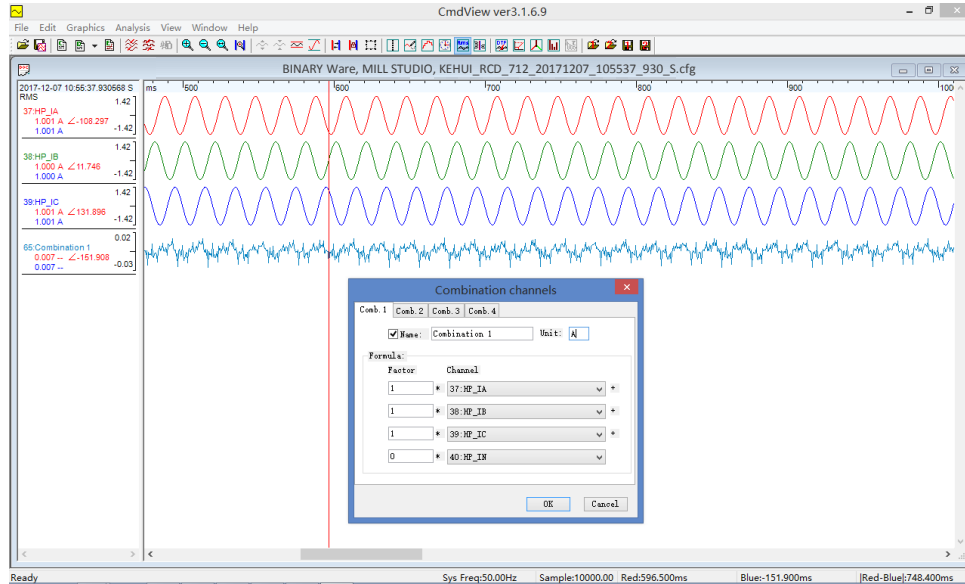 CmdView ver3.1.6.9
File Edit Graphics Analysis View Window Help
BINARY Ware, MILL STUDIO, KEHUI_RCD_712_20171207_105537_930_S.cfg
2017-12-07 10:55:37.930568 S
RMS
ms 500 600 700 800 900 100
1.42
37:HP_IA
1.001 A ∠-108.297
1.001 A
-1.42
1.42
38:HP_IB
1.000 A ∠11.746
1.000 A
-1.42
1.42
39:HP_IC
1.001 A ∠131.896
1.001 A
-1.42
0.02
65:Combination 1
0.007 -- ∠-151.908
0.007 --
-0.03
Combination channels
Comb.1 Comb.2 Comb.3 Comb.4
Name: Combination 1 Unit: A
Formula:
Factor Channel
1 * 37:HP_IA +
1 * 38:HP_IB +
1 * 39:HP_IC +
0 * 40:HP_IN
OK Cancel
Ready Sys Freq:50.00Hz Sample:10000.00 Red:596.500ms Blue:-151.900ms |Red-Blue|:748.400ms